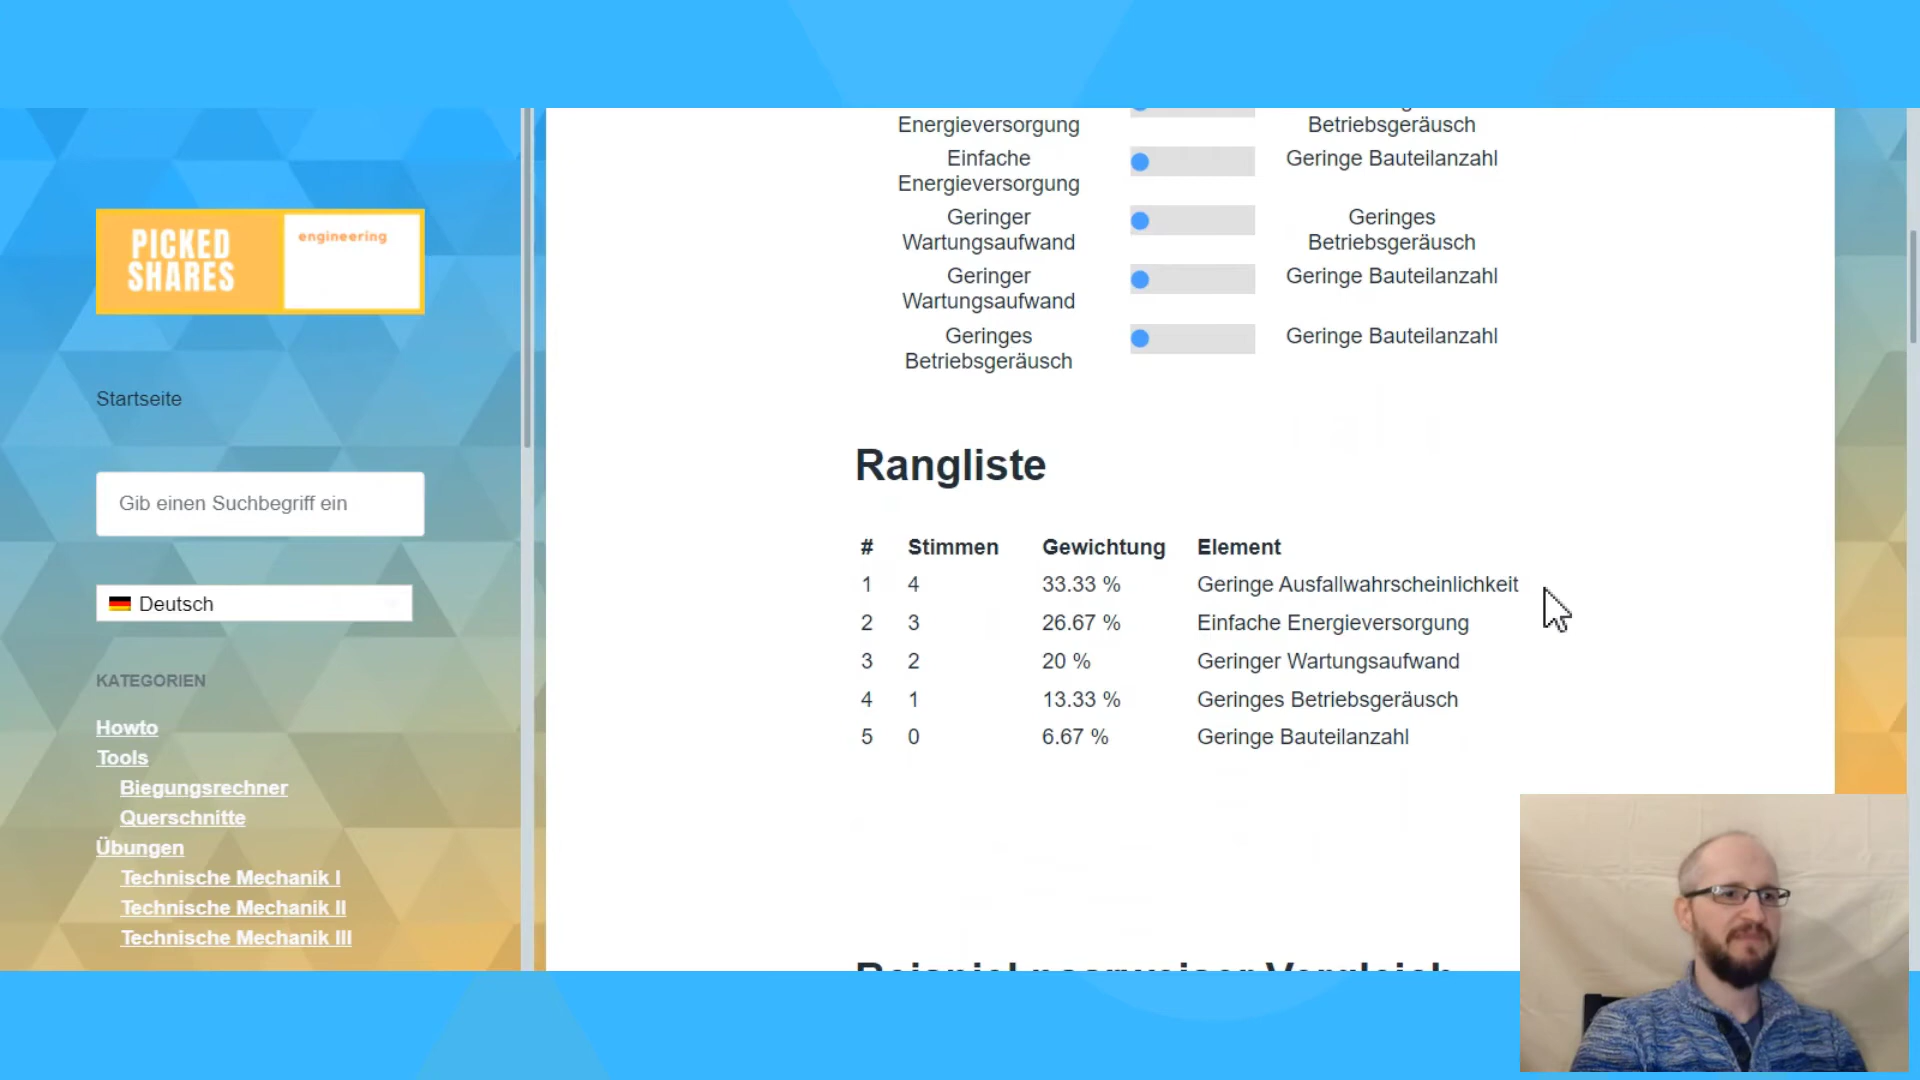 PICKED
SHARES
engineering
Startseite
Gib einen Suchbegriff ein
Deutsch
KATEGORIEN
Howto
Tools
Biegungsrechner
Querschnitte
Übungen
Technische Mechanik I
Technische Mechanik II
Technische Mechanik III
Energieversorgung
Betriebsgeräusch
Einfache
Energieversorgung
Geringe Bauteilanzahl
Geringer
Wartungsaufwand
Geringes
Betriebsgeräusch
Geringer
Wartungsaufwand
Geringe Bauteilanzahl
Geringes
Betriebsgeräusch
Geringe Bauteilanzahl
Rangliste
# Stimmen Gewichtung Element
1 4 33.33 % Geringe Ausfallwahrscheinlichkeit
2 3 26.67 % Einfache Energieversorgung
3 2 20 % Geringer Wartungsaufwand
4 1 13.33 % Geringes Betriebsgeräusch
5 0 6.67 % Geringe Bauteilanzahl
Beispiel paarweiser Vergleich